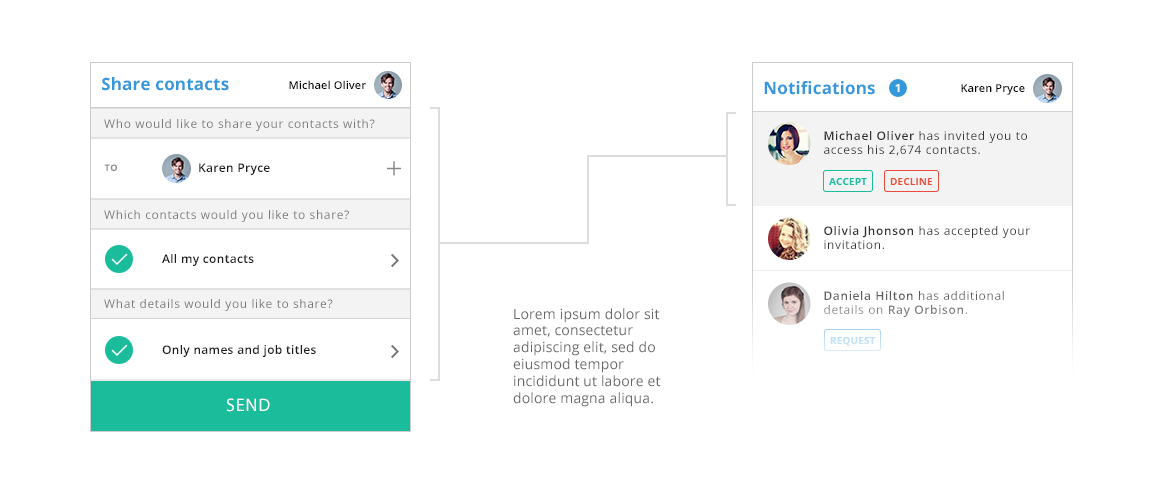 Share contacts
Michael Oliver
Who would like to share your contacts with?
TO
Karen Pryce
Which contacts would you like to share?
All my contacts
What details would you like to share?
Only names and job titles
SEND
Lorem ipsum dolor sit
amet, consectetur
adipiscing elit, sed do
eiusmod tempor
incididunt ut labore et
dolore magna aliqua.
Notifications 1
Karen Pryce
Michael Oliver has invited you to
access his 2,674 contacts.
ACCEPT DECLINE
Olivia Jhonson has accepted your
invitation.
Daniela Hilton has additional
details on Ray Orbison.
REQUEST